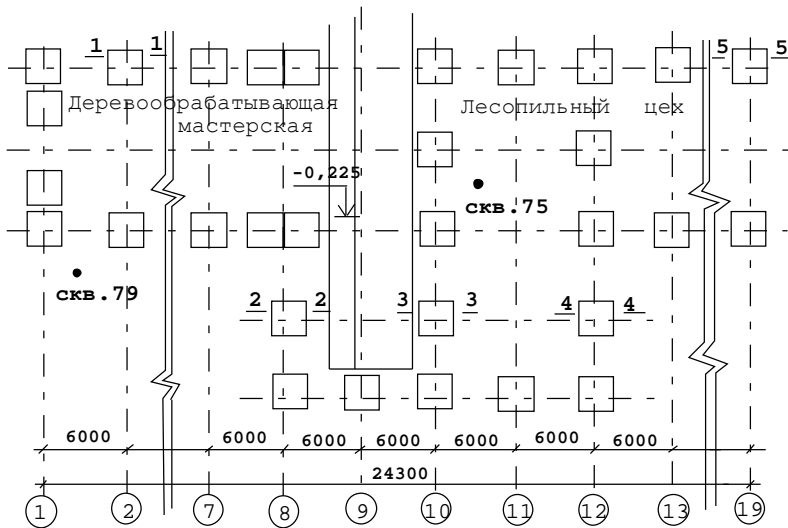 1 1 5 5
Деревообрабатывающая
мастерская
Лесопильный цех
-0,225
скв.75
скв.79
2 2 3 3 4 4
6000 6000 6000 6000 6000 6000 6000
24300
1 2 7 8 9 10 11 12 13 19